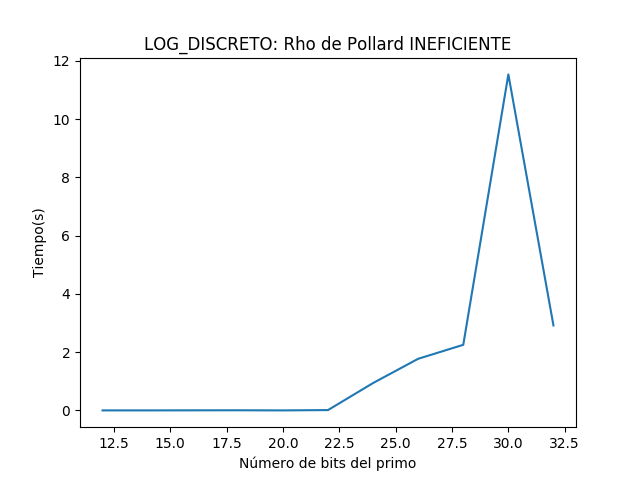 LOG_DISCRETO: Rho de Pollard INEFICIENTE
12
10
8
6
4
2
0
Tiempo(s)
12.5 15.0 17.5 20.0 22.5 25.0 27.5 30.0 32.5
Número de bits del primo